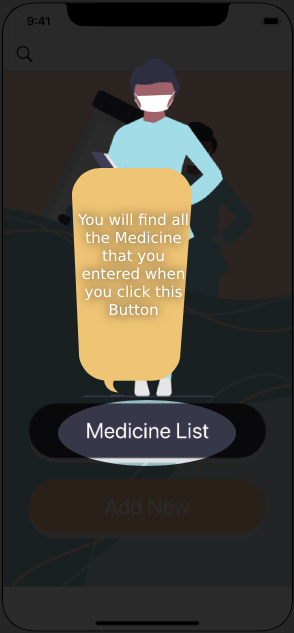 9:41
You will find all
the Medicine
that you
entered when
you click this
Button
Medicine List
Add New